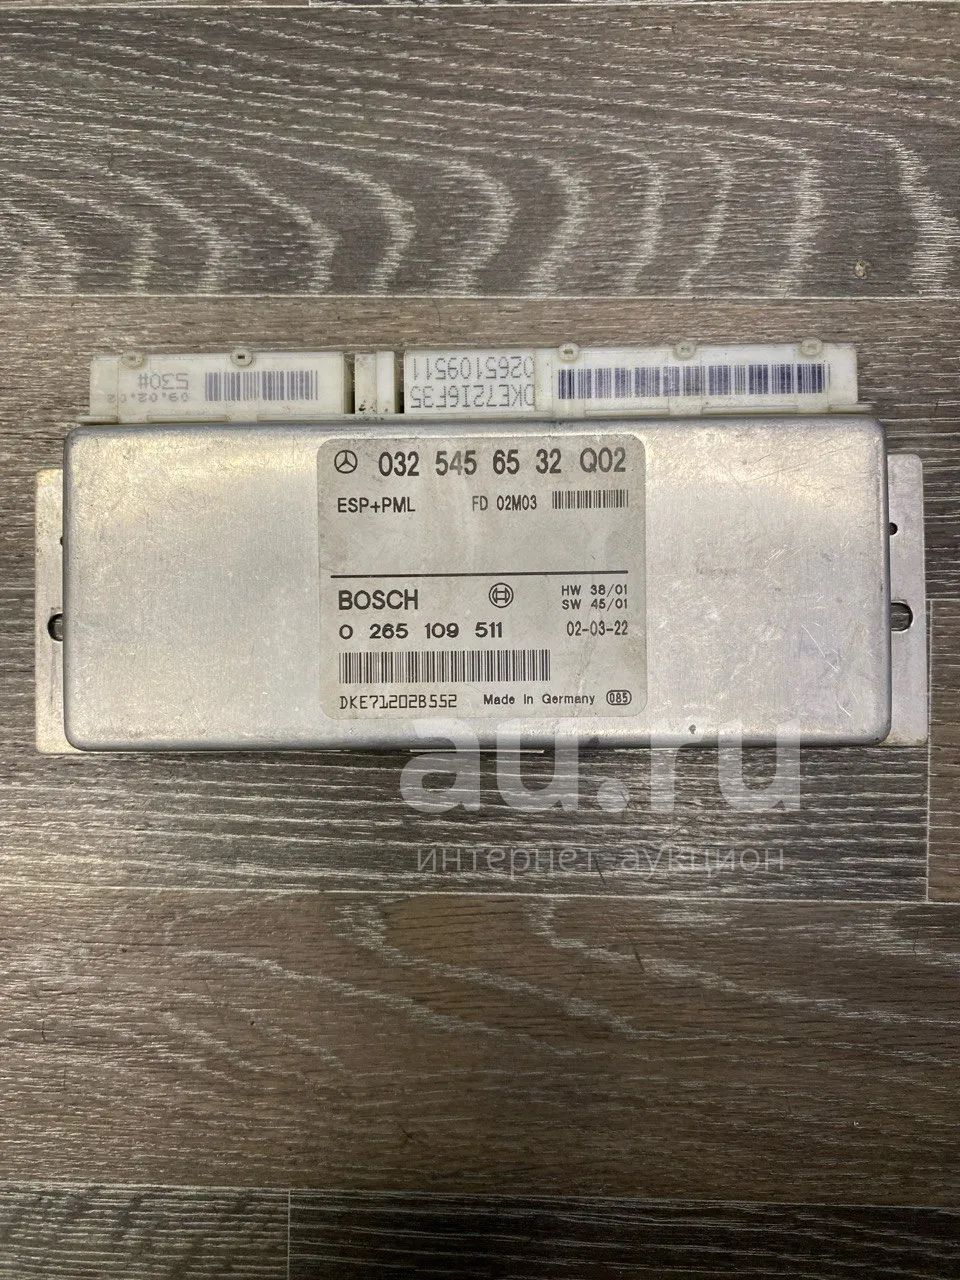 530#
09.02.02
0265109511
DKE7216F35
032 545 65 32 Q02
ESP+PML FD 02M03
BOSCH HW 38/01
SW 45/01
0 265 109 511 02-03-22
DKE71202B552 Made in Germany 085
au.ru
интернет аукцион